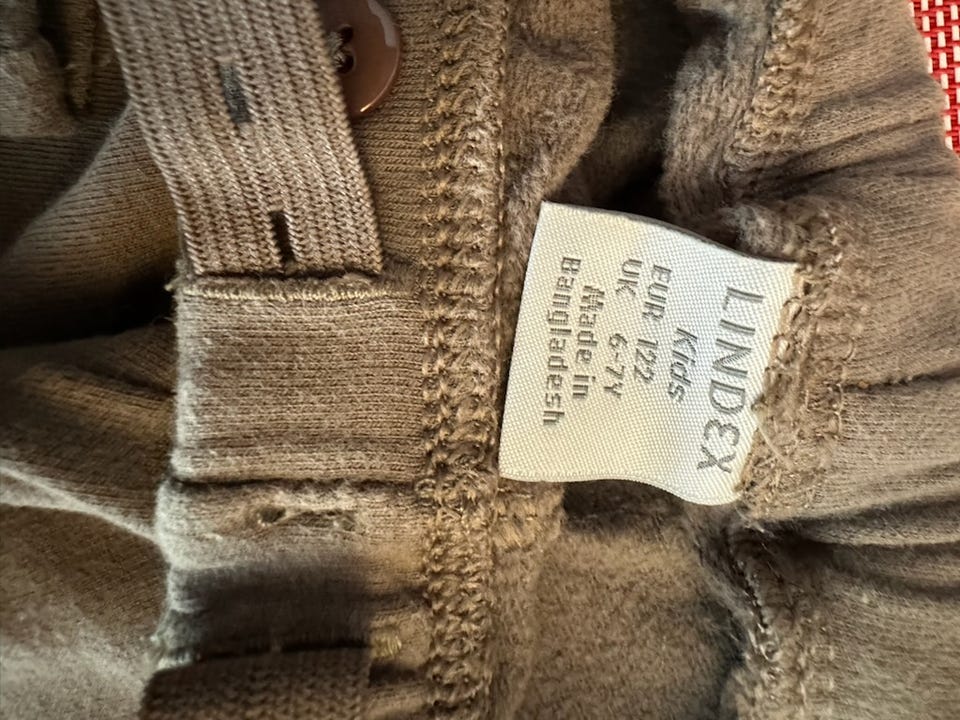 LINDEX
Kids
EUR 122
UK 6-7Y
Made in
Bangladesh